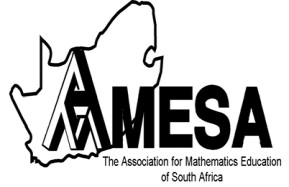 AMESA
The Association for Mathematics Education
of South Africa